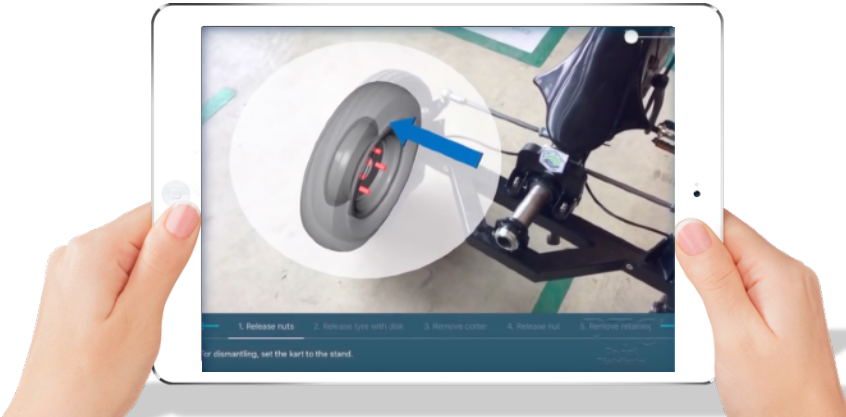 1. Release nuts 2. Release tyre with disk 3. Remove cotter 4. Release nut 5. Remove retaining
For dismantling, set the kart to the stand.